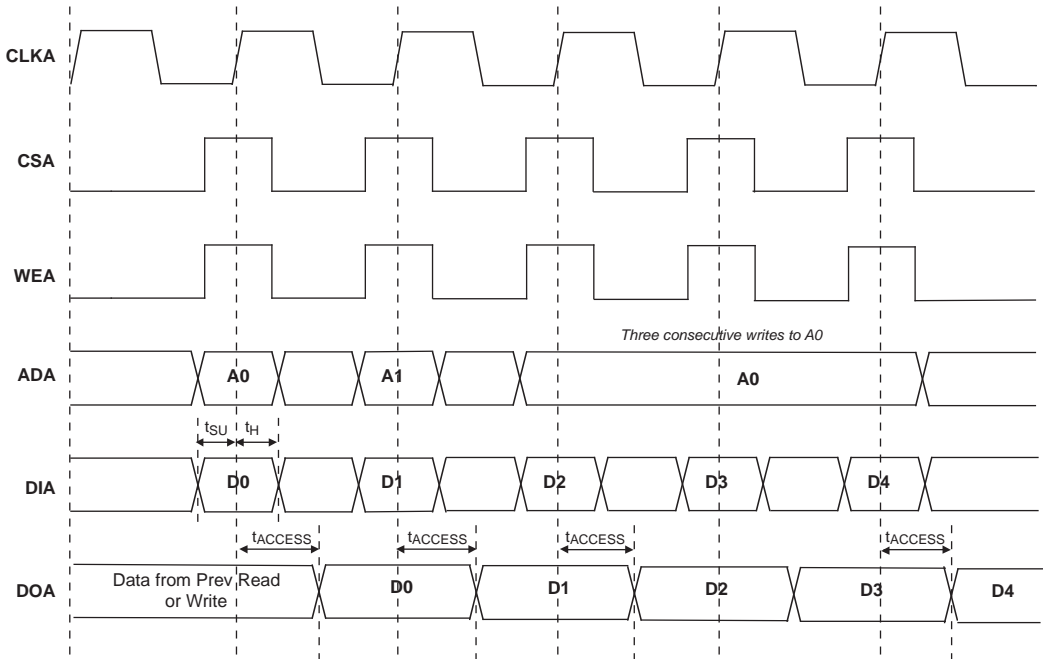 CLKA
CSA
WEA
Three consecutive writes to A0
ADA
A0
A1
A0
tSU
tH
DIA
D0
D1
D2
D3
D4
tACCESS
tACCESS
tACCESS
tACCESS
DOA
Data from Prev Read
or Write
D0
D1
D2
D3
D4